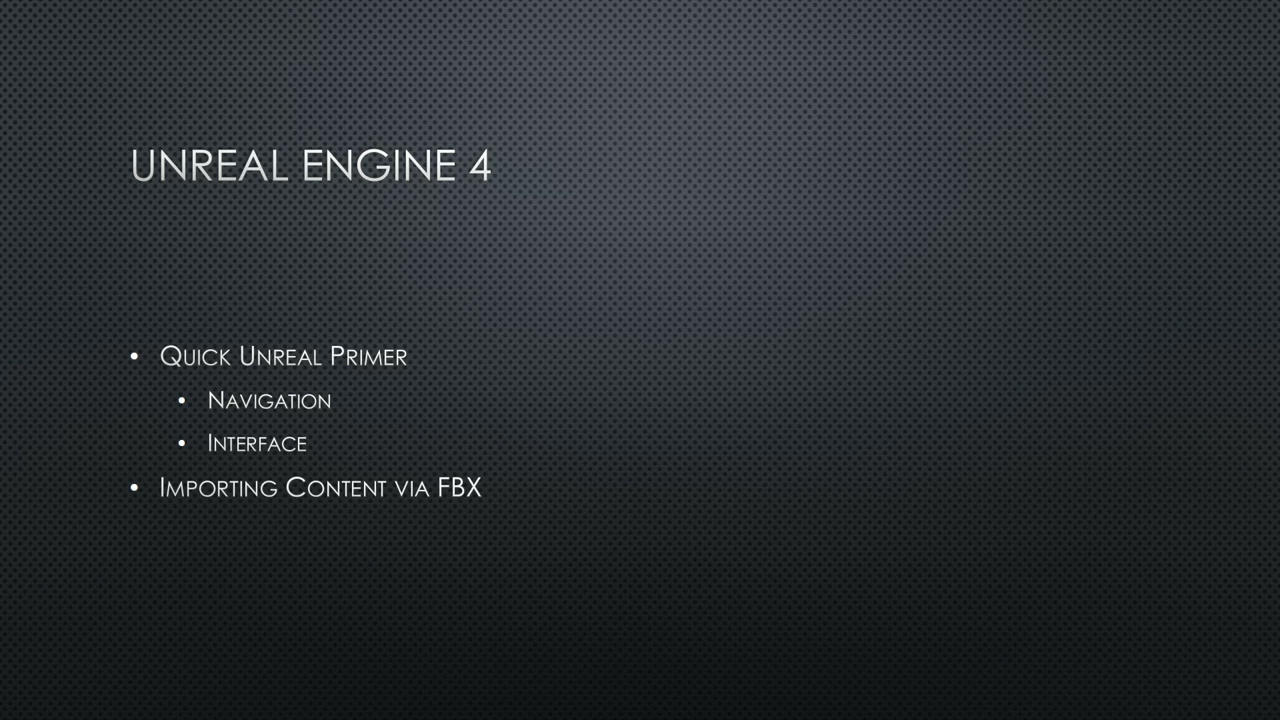 UNREAL ENGINE 4
• QUICK UNREAL PRIMER
• NAVIGATION
• INTERFACE
• IMPORTING CONTENT VIA FBX